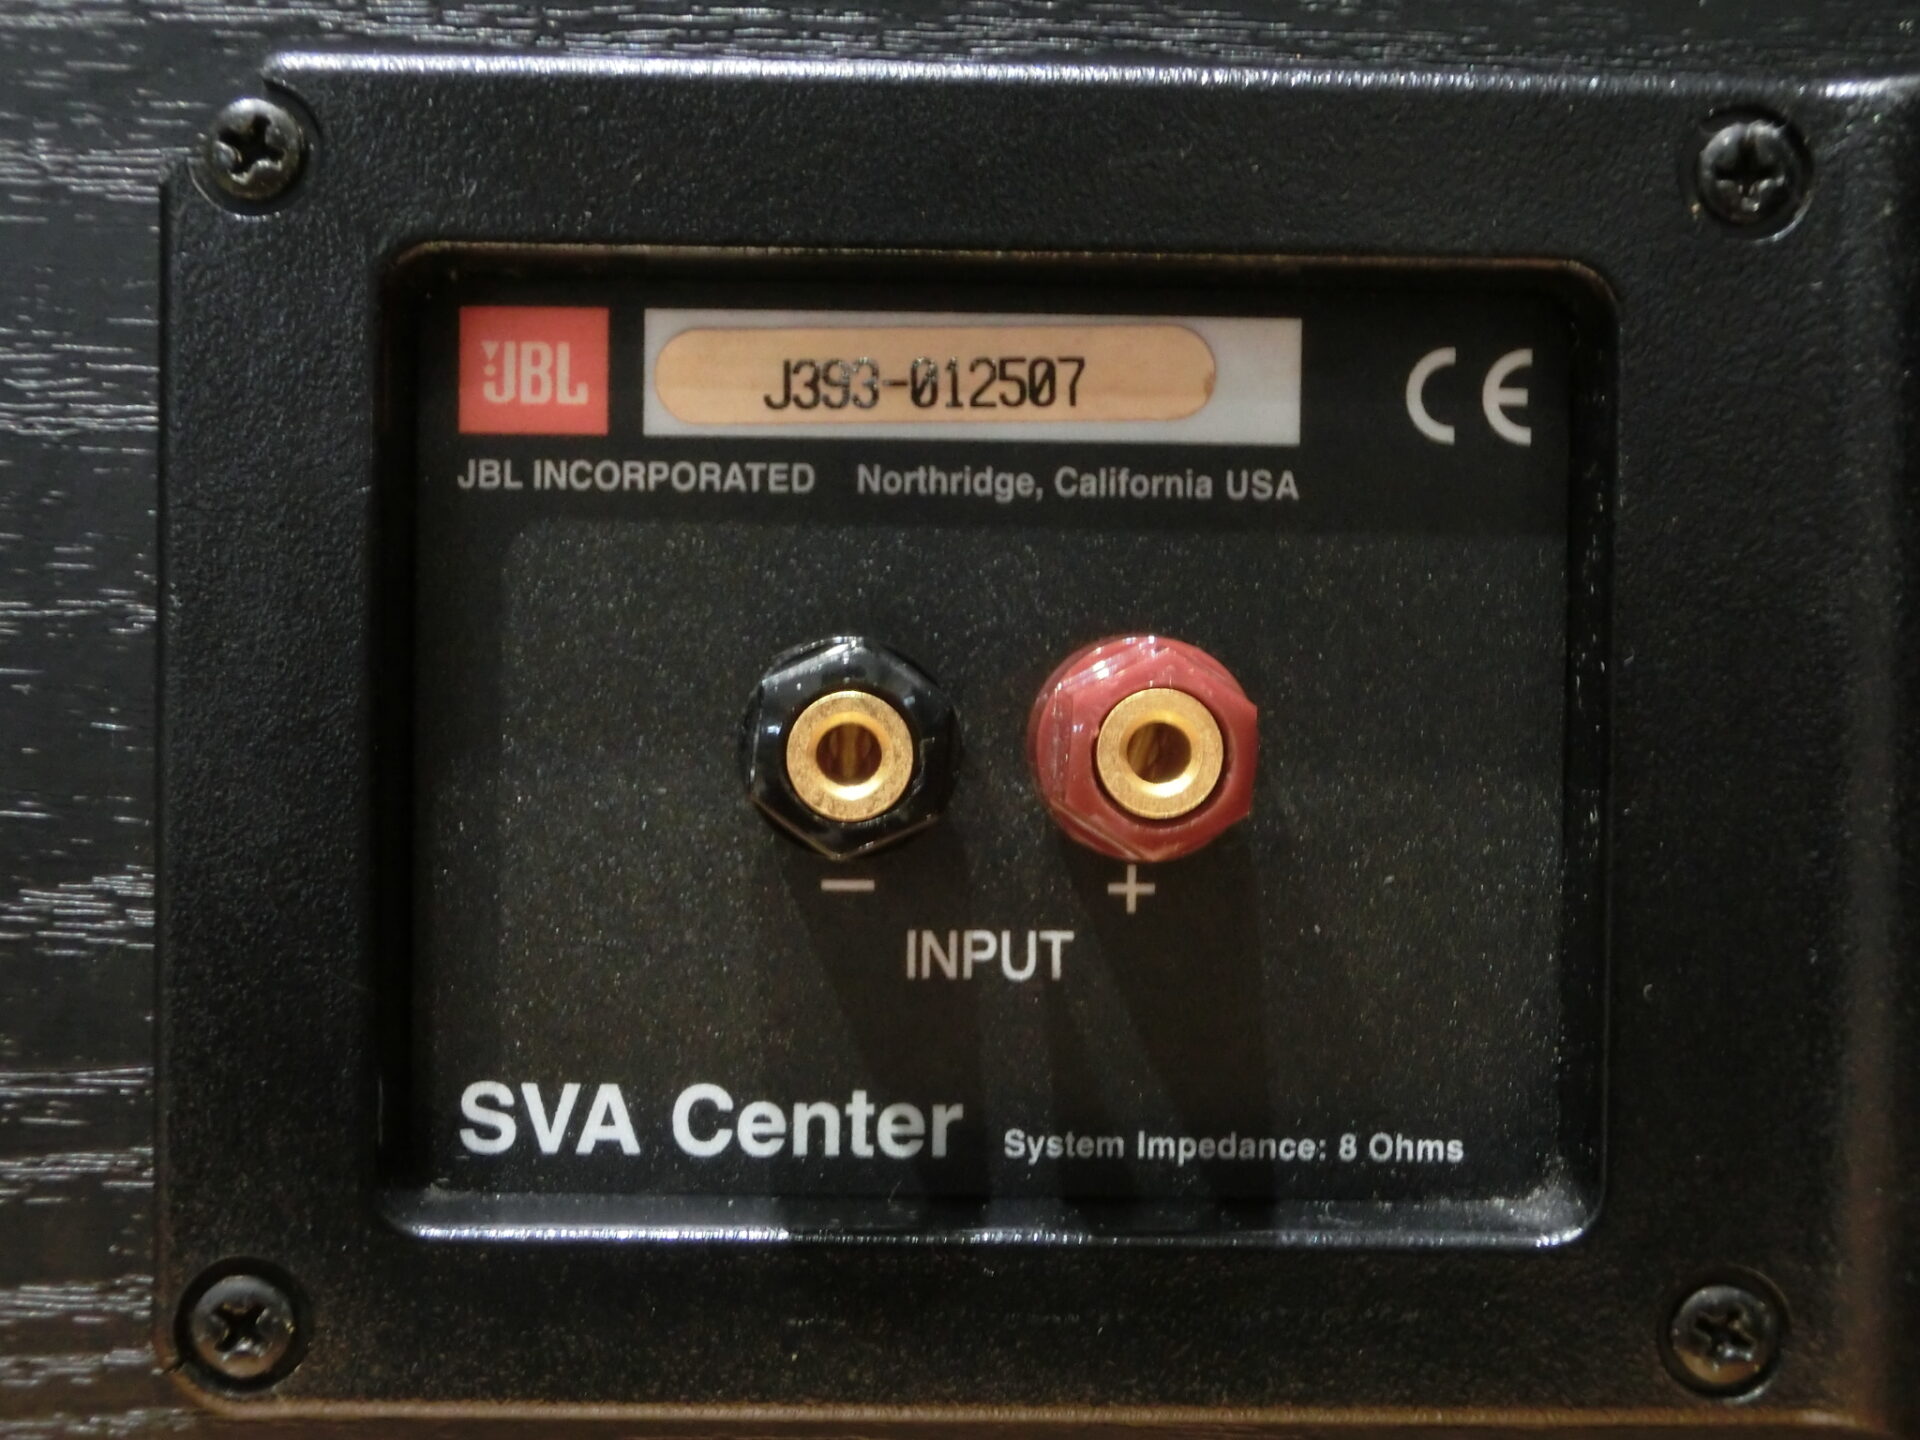 JBL
J393-012507
CE
JBL INCORPORATED Northridge, California USA
− +
INPUT
SVA Center System Impedance: 8 Ohms